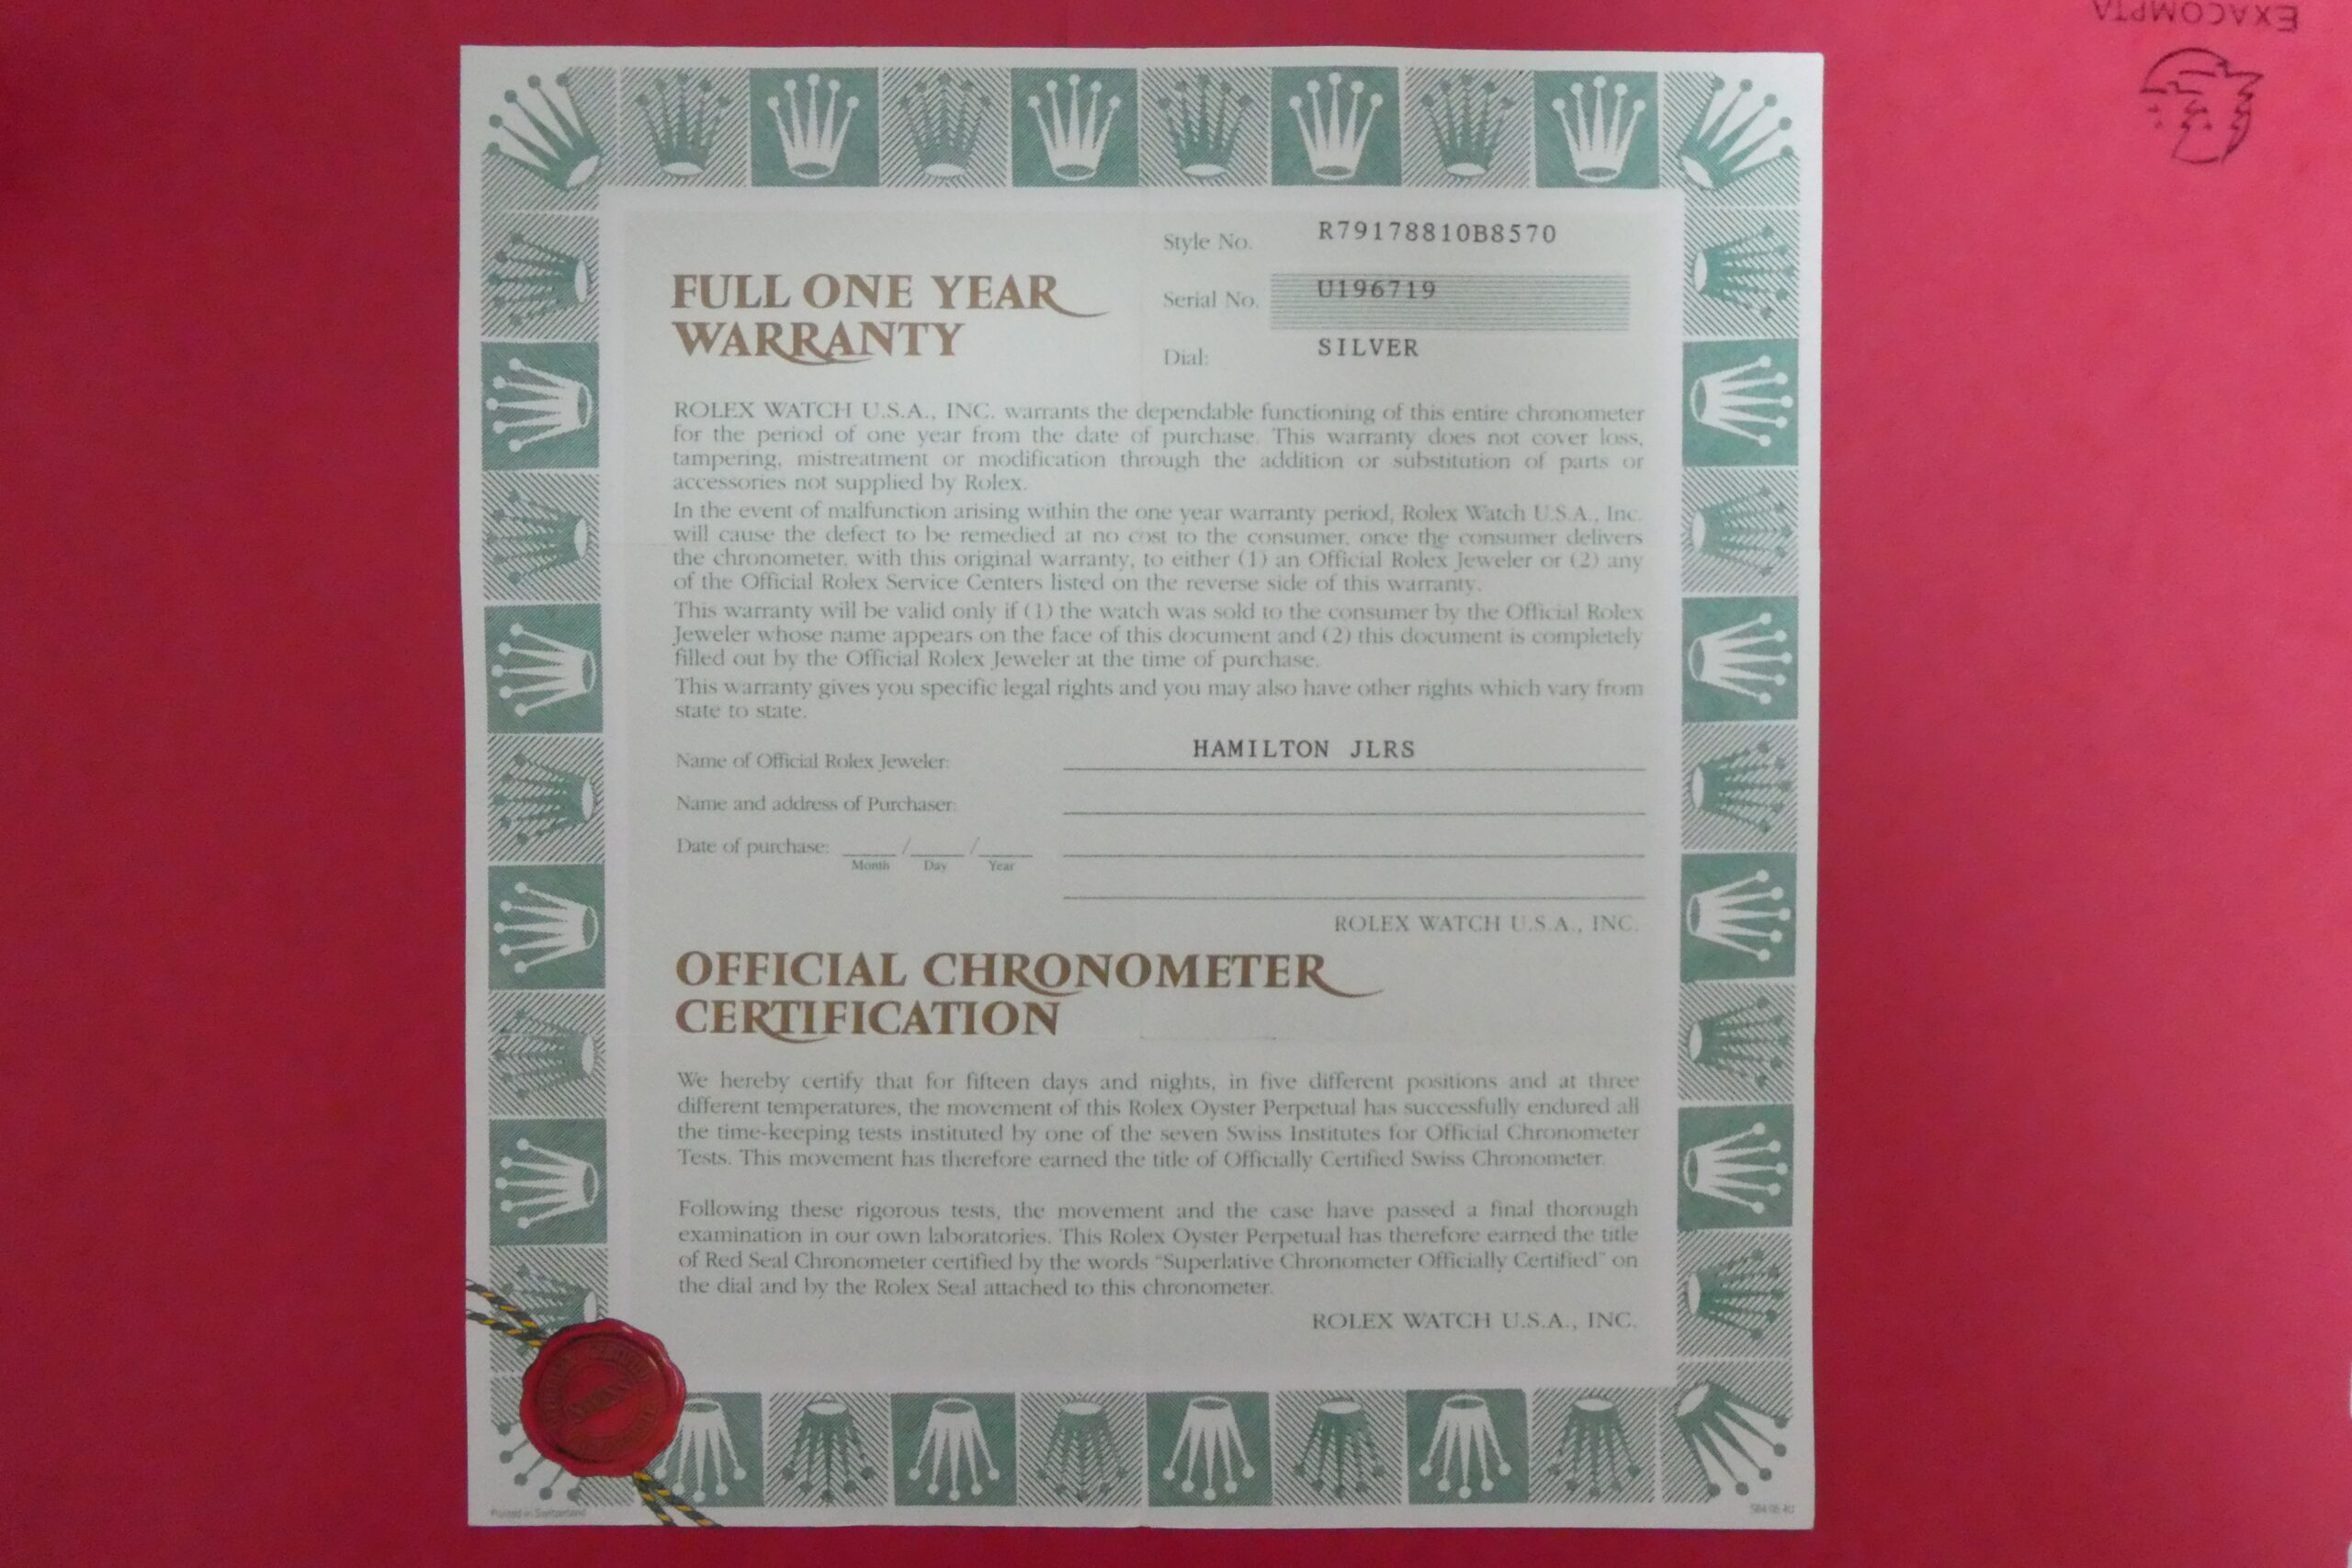 EXACOMPTA
Style No. R79178810B8570
FULL ONE YEAR
WARRANTY
Serial No. U196719
Dial: SILVER
ROLEX WATCH U.S.A., INC. warrants the dependable functioning of this entire chronometer
for the period of one year from the date of purchase. This warranty does not cover loss,
tampering, mistreatment or modification through the addition or substitution of parts or
accessories not supplied by Rolex.
In the event of malfunction arising within the one year warranty period, Rolex Watch U.S.A., Inc.
will cause the defect to be remedied at no cost to the consumer, once the consumer delivers
the chronometer, with this original warranty, to either (1) an Official Rolex Jeweler or (2) any
of the Official Rolex Service Centers listed on the reverse side of this warranty.
This warranty will be valid only if (1) the watch was sold to the consumer by the Official Rolex
Jeweler whose name appears on the face of this document and (2) this document is completely
filled out by the Official Rolex Jeweler at the time of purchase.
This warranty gives you specific legal rights and you may also have other rights which vary from
state to state.
Name of Official Rolex Jeweler: HAMILTON JLRS
Name and address of Purchaser:
Date of purchase: / /
Month Day Year
ROLEX WATCH U.S.A., INC.
OFFICIAL CHRONOMETER
CERTIFICATION
We hereby certify that for fifteen days and nights, in five different positions and at three
different temperatures, the movement of this Rolex Oyster Perpetual has successfully endured all
the time-keeping tests instituted by one of the seven Swiss Institutes for Official Chronometer
Tests. This movement has therefore earned the title of Officially Certified Swiss Chronometer.
Following these rigorous tests, the movement and the case have passed a final thorough
examination in our own laboratories. This Rolex Oyster Perpetual has therefore earned the title
of Red Seal Chronometer certified by the words "Superlative Chronometer Officially Certified" on
the dial and by the Rolex Seal attached to this chronometer.
ROLEX WATCH U.S.A., INC.
Printed in Switzerland